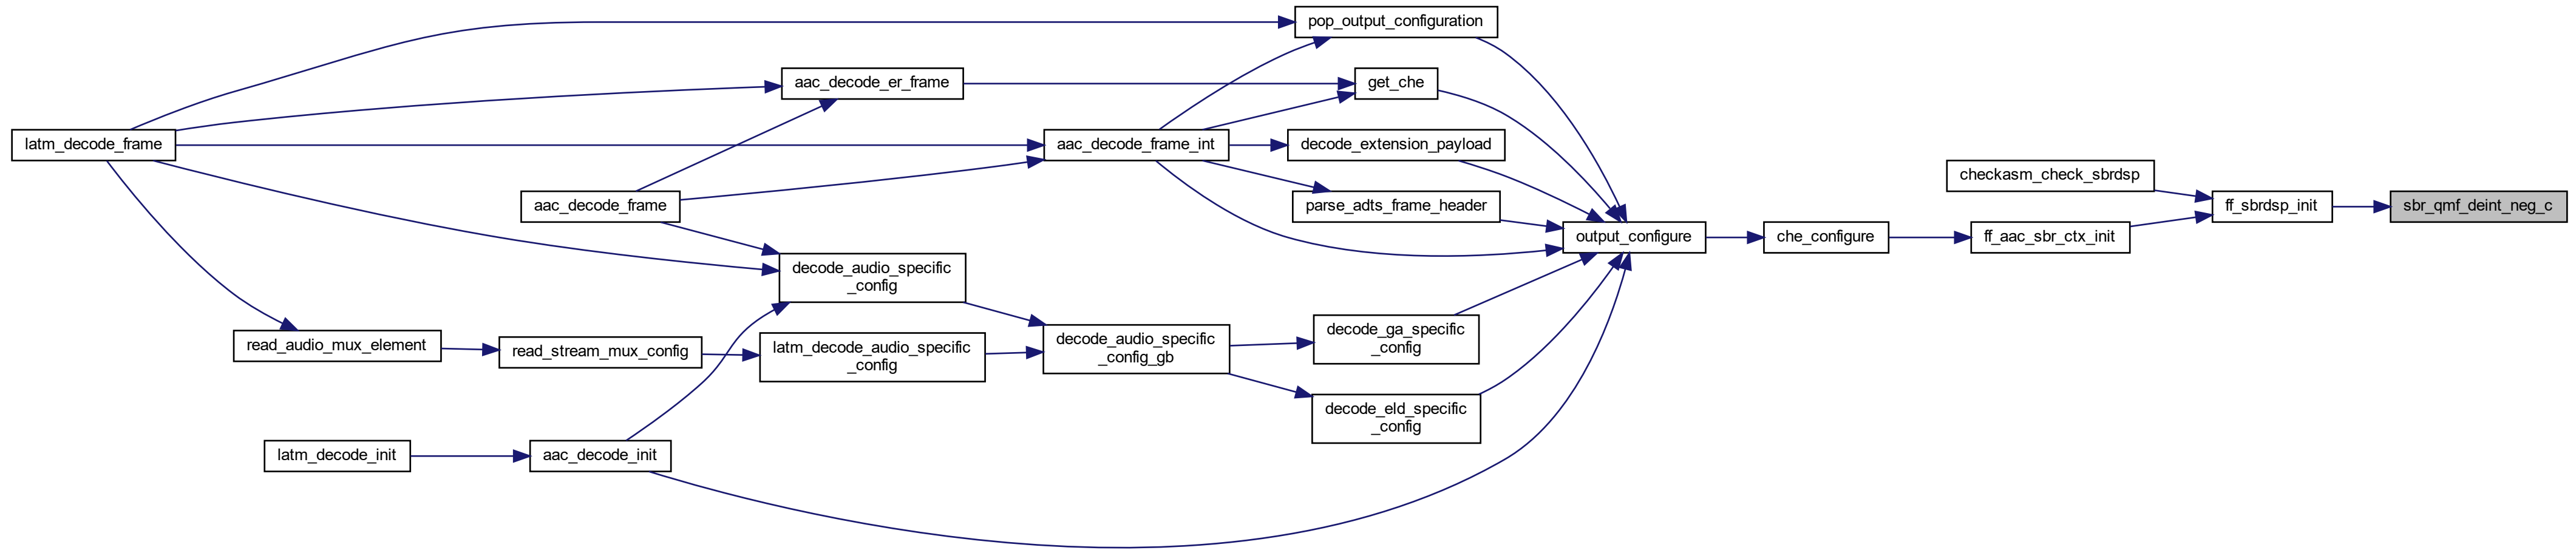 pop_output_configuration
aac_decode_er_frame
get_che
latm_decode_frame
aac_decode_frame_int
decode_extension_payload
checkasm_check_sbrdsp
aac_decode_frame
parse_adts_frame_header
ff_sbrdsp_init
sbr_qmf_deint_neg_c
output_configure
che_configure
ff_aac_sbr_ctx_init
decode_audio_specific
_config
read_audio_mux_element
read_stream_mux_config
latm_decode_audio_specific
_config
decode_audio_specific
_config_gb
decode_ga_specific
_config
decode_eld_specific
_config
latm_decode_init
aac_decode_init